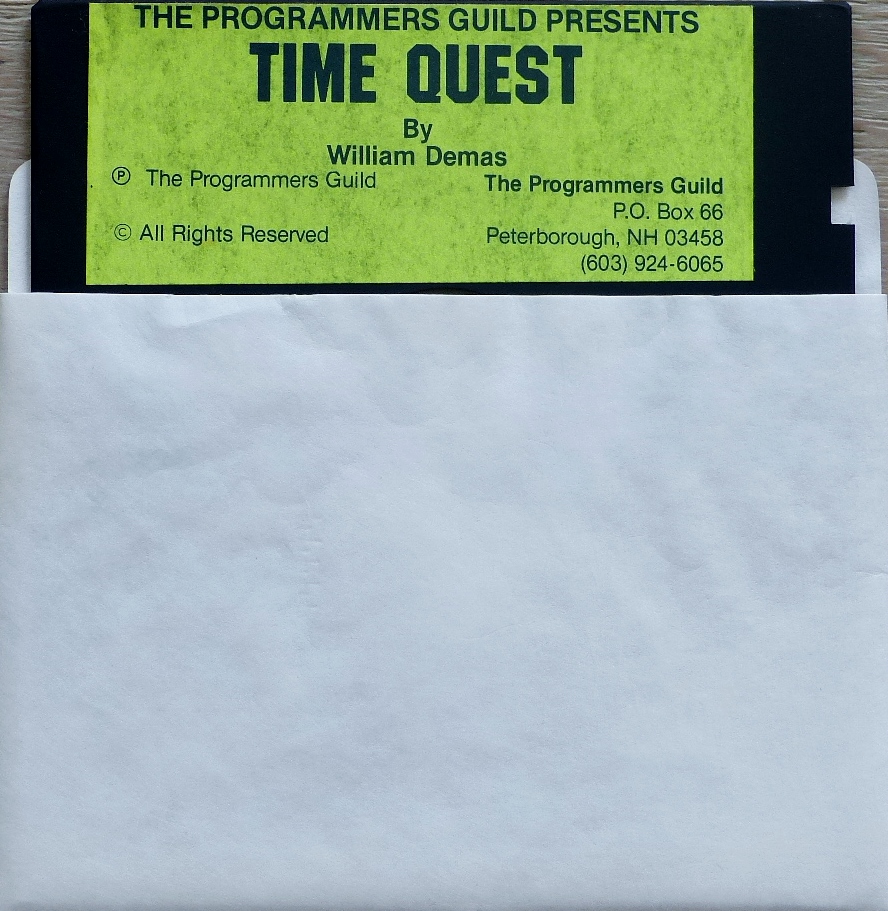 THE PROGRAMMERS GUILD PRESENTS
TIME QUEST
By
William Demas
Ⓟ The Programmers Guild
© All Rights Reserved
The Programmers Guild
P.O. Box 66
Peterborough, NH 03458
(603) 924-6065